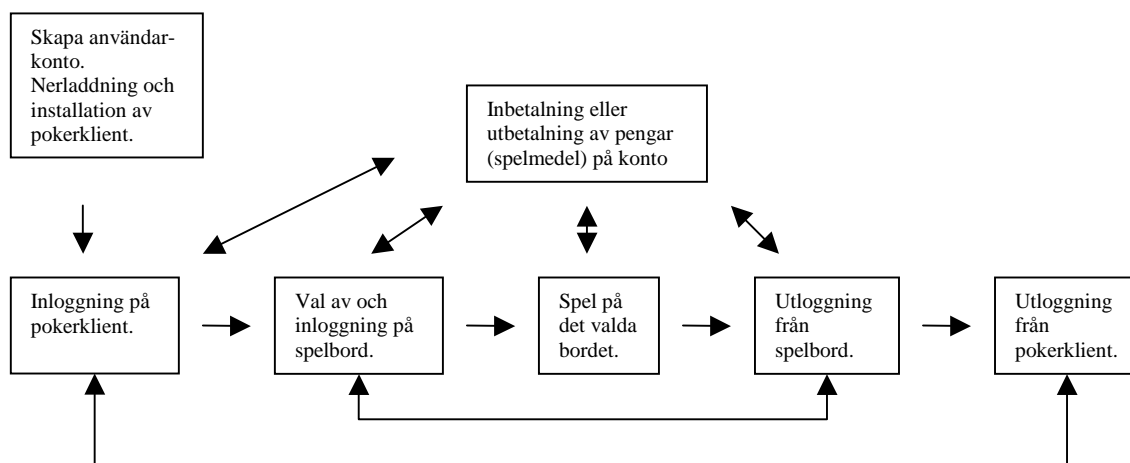 Skapa användar-
konto.
Nerladdning och
installation av
pokerklient.
Inbetalning eller
utbetalning av pengar
(spelmedel) på konto
Inloggning på
pokerklient.
Val av och
inloggning på
spelbord.
Spel på
det valda
bordet.
Utloggning
från
spelbord.
Utloggning
från
pokerklient.